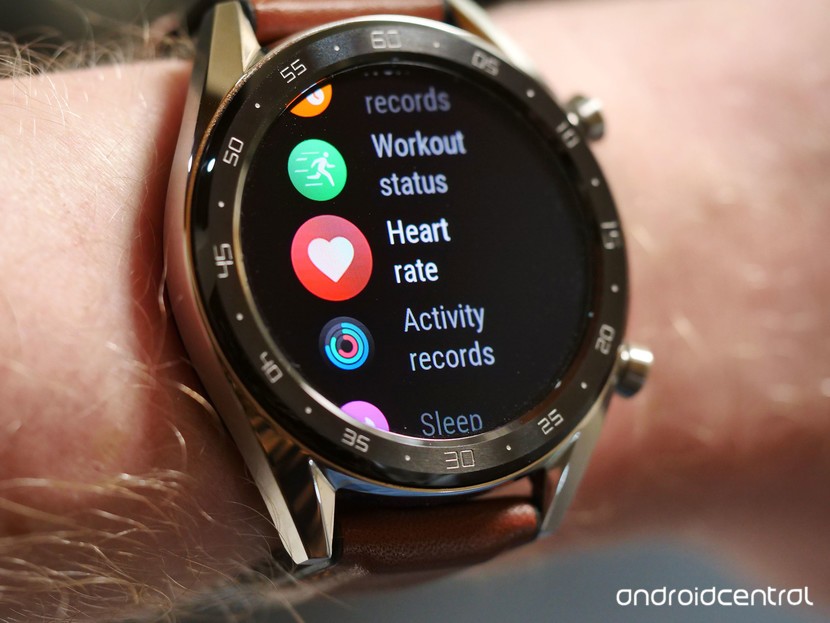 records
Workout
status
Heart
rate
Activity
records
Sleep
60
05
10
15
20
25
30
35
40
45
50
55
androidcentral